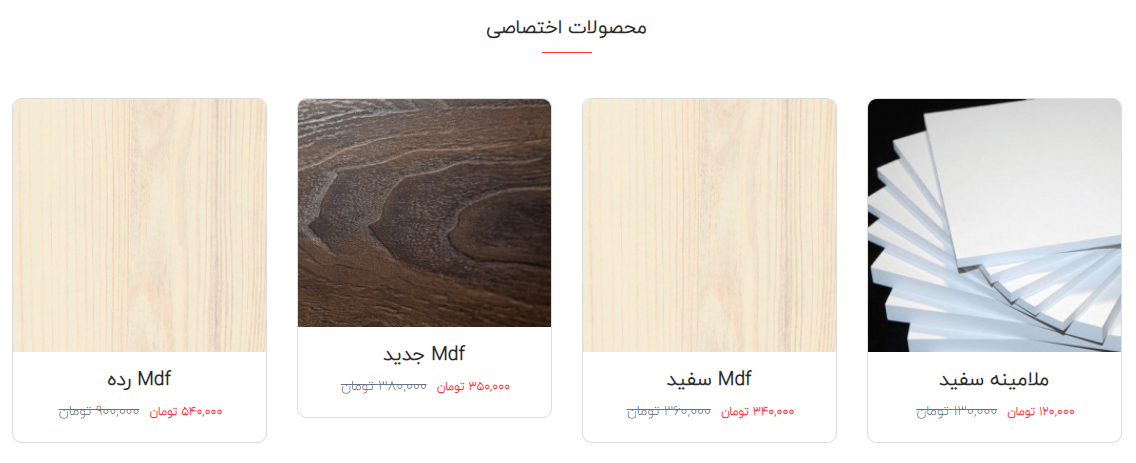 محصولات اختصاصی
ملامینه سفید
۱۲۰,۰۰۰ تومان ۱۳۰,۰۰۰ تومان
Mdf سفید
۳۴۰,۰۰۰ تومان ۳۶۰,۰۰۰ تومان
Mdf جدید
۳۵۰,۰۰۰ تومان ۳۸۰,۰۰۰ تومان
Mdf رده
۵۴۰,۰۰۰ تومان ۹۰۰,۰۰۰ تومان